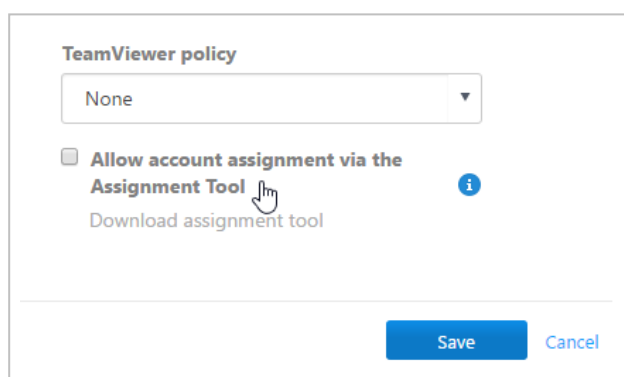 TeamViewer policy
None
Allow account assignment via the
Assignment Tool
Download assignment tool
Save Cancel